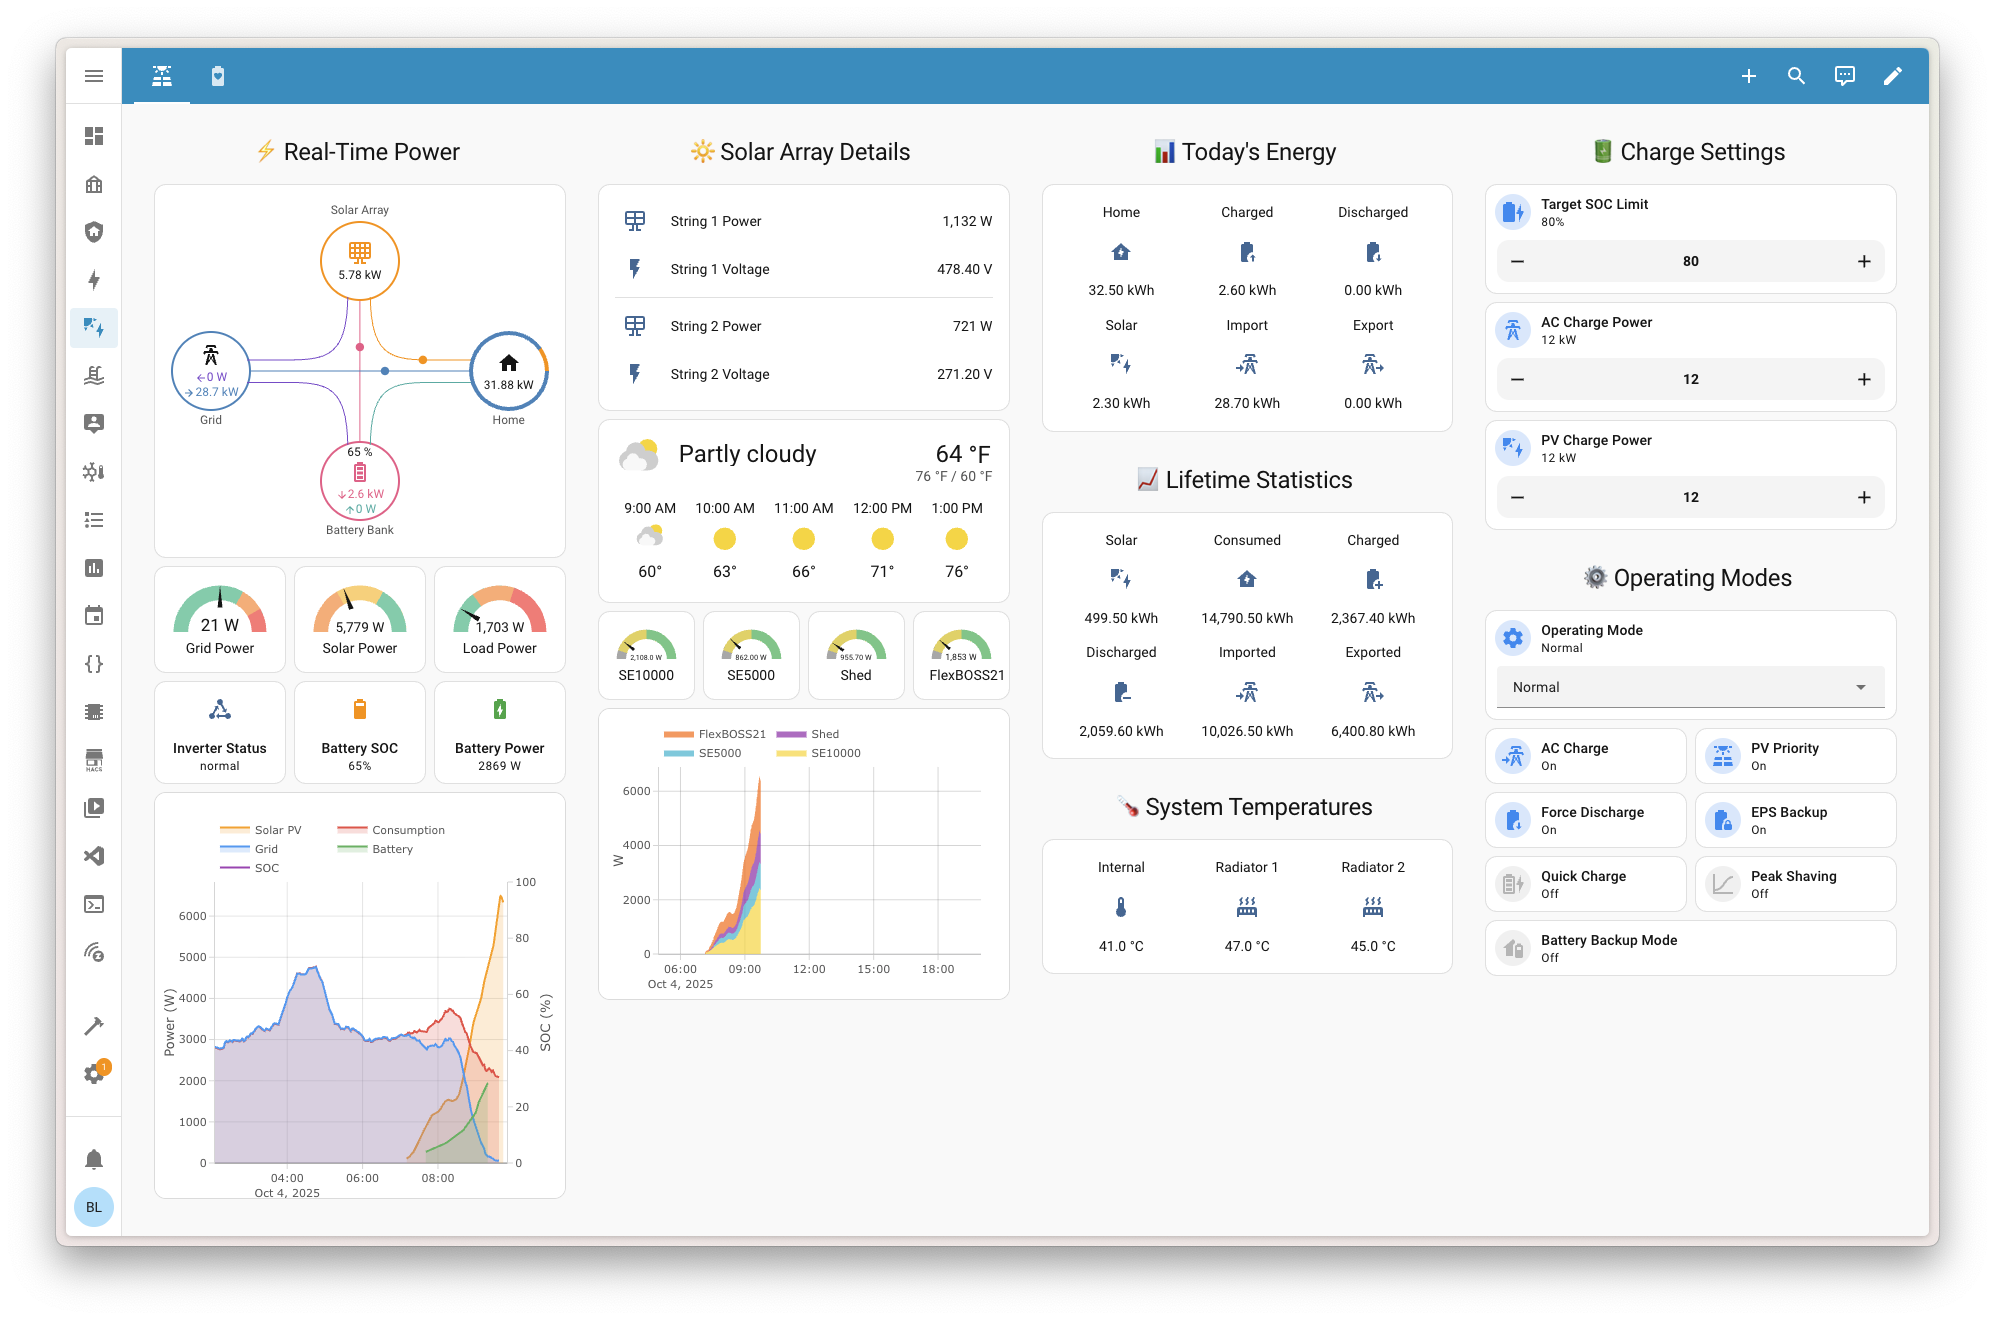 ⚡ Real-Time Power
Solar Array
5.78 kW
←0 W
→28.7 kW
Grid
31.88 kW
Home
65 %
↓2.6 kW
↑0 W
Battery Bank
21 W
Grid Power
5,779 W
Solar Power
1,703 W
Load Power
Inverter Status
normal
Battery SOC
65%
Battery Power
2869 W
Solar PV
Consumption
Grid
Battery
SOC
Power (W)
6000
5000
4000
3000
2000
1000
0
100
80
60
40
20
0
SOC (%)
04:00
06:00
08:00
Oct 4, 2025
Solar Array Details
String 1 Power 1,132 W
String 1 Voltage 478.40 V
String 2 Power 721 W
String 2 Voltage 271.20 V
Partly cloudy
64 °F
76 °F / 60 °F
9:00 AM 10:00 AM 11:00 AM 12:00 PM 1:00 PM
60° 63° 66° 71° 76°
2,108.0 W
SE10000
862.00 W
SE5000
955.70 W
Shed
1,853 W
FlexBOSS21
FlexBOSS21
Shed
SE5000
SE10000
W
6000
4000
2000
0
06:00 09:00 12:00 15:00 18:00
Oct 4, 2025
Today's Energy
Home Charged Discharged
32.50 kWh 2.60 kWh 0.00 kWh
Solar Import Export
2.30 kWh 28.70 kWh 0.00 kWh
Lifetime Statistics
Solar Consumed Charged
499.50 kWh 14,790.50 kWh 2,367.40 kWh
Discharged Imported Exported
2,059.60 kWh 10,026.50 kWh 6,400.80 kWh
System Temperatures
Internal Radiator 1 Radiator 2
41.0 °C 47.0 °C 45.0 °C
Charge Settings
Target SOC Limit
80%
− 80 +
AC Charge Power
12 kW
− 12 +
PV Charge Power
12 kW
− 12 +
Operating Modes
Operating Mode
Normal
Normal
AC Charge
On
PV Priority
On
Force Discharge
On
EPS Backup
On
Quick Charge
Off
Peak Shaving
Off
Battery Backup Mode
Off
HACS
1
BL